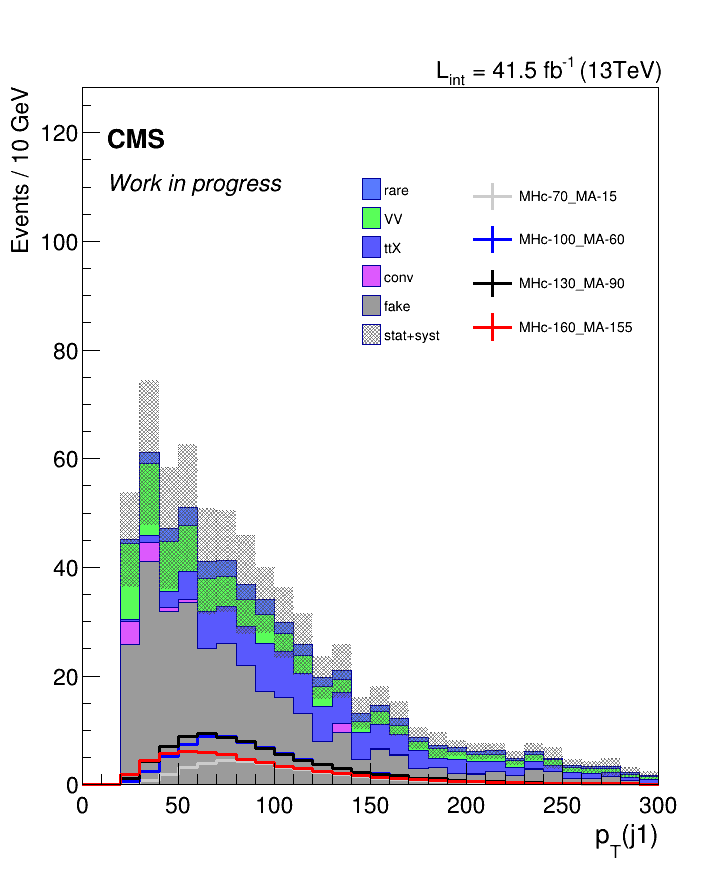 L_int = 41.5 fb^-1 (13TeV)
Events / 10 GeV
CMS
Work in progress
rare
VV
ttX
conv
fake
stat+syst
MHc-70_MA-15
MHc-100_MA-60
MHc-130_MA-90
MHc-160_MA-155
120
100
80
60
40
20
0
0 50 100 150 200 250 300
p_T(j1)